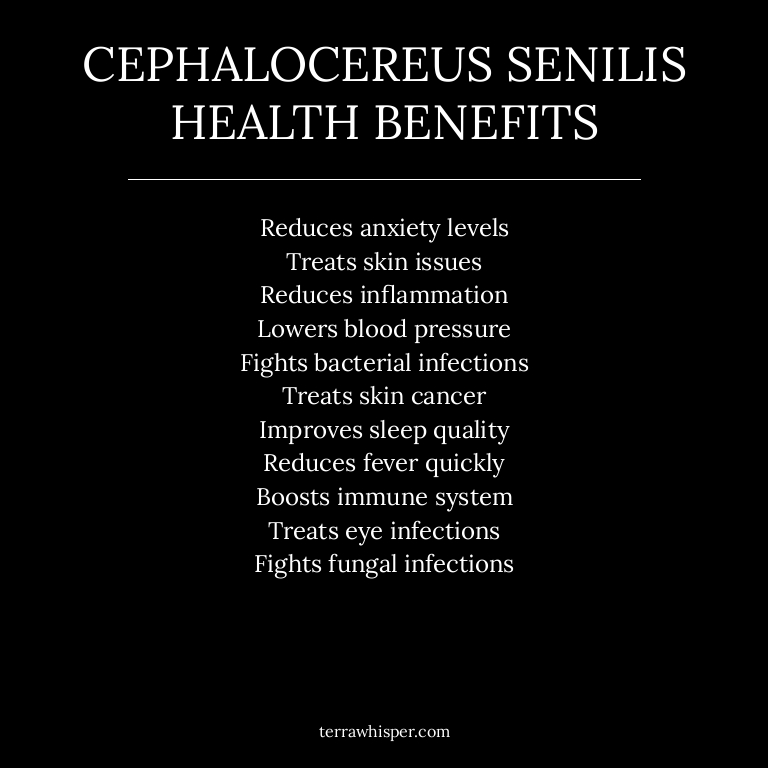 CEPHALOCEREUS SENILIS
HEALTH BENEFITS
Reduces anxiety levels
Treats skin issues
Reduces inflammation
Lowers blood pressure
Fights bacterial infections
Treats skin cancer
Improves sleep quality
Reduces fever quickly
Boosts immune system
Treats eye infections
Fights fungal infections
terrawhisper.com